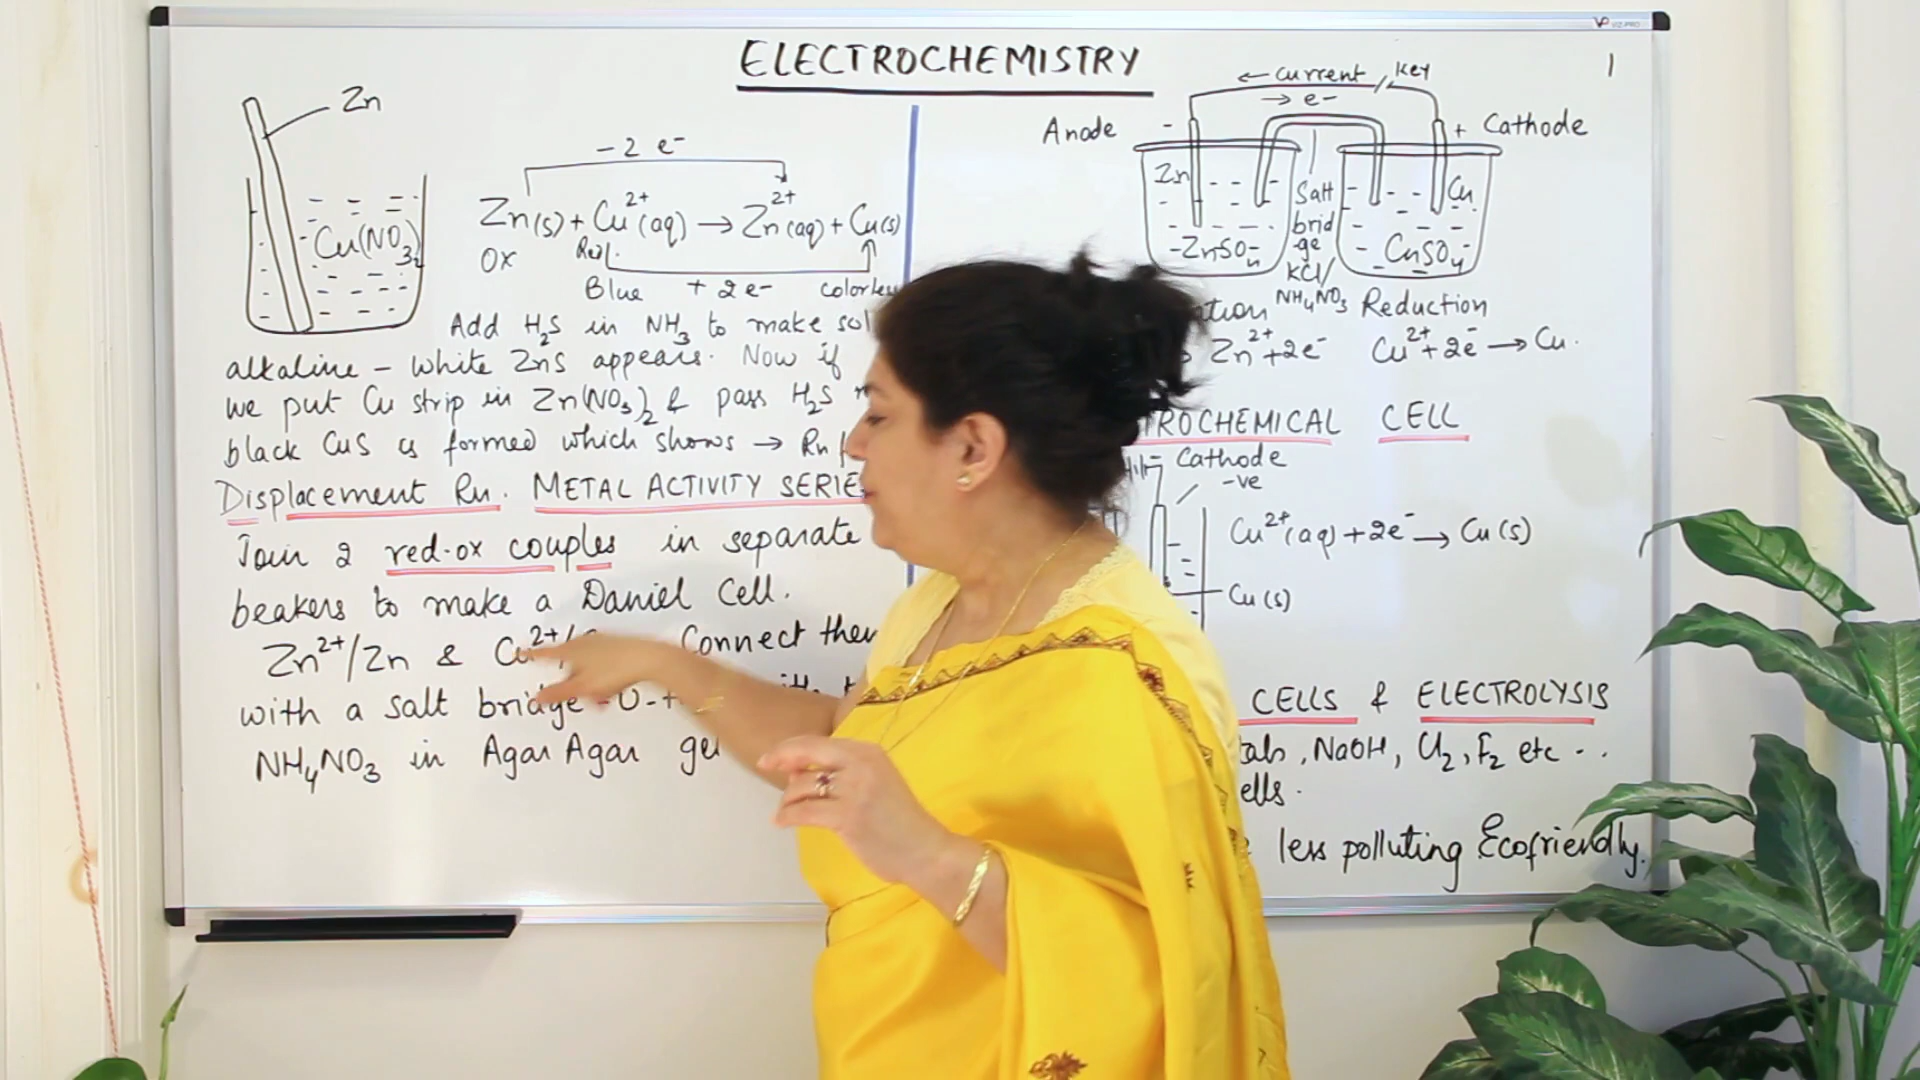 ELECTROCHEMISTRY
1
Zn
Cu(NO3)2
- 2 e-
Zn(s) + Cu2+(aq) → Zn2+(aq) + Cu(s)
Ox Red.
Blue + 2e- colorless
Add H2S in NH3 to make sol
alkaline - White ZnS appears. Now if
we put Cu strip in Zn(NO3)2 & pass H2S
black CuS is formed which shows → Rn
Displacement Rn. METAL ACTIVITY SERIES
Join 2 red-ox couples in separate
beakers to make a Daniel Cell.
Zn2+/Zn & Cu2+/ Connect them
with a salt bridge - U-
NH4NO3 in Agar Agar gel
← current key
→ e-
Anode - + Cathode
Zn Salt Cu
brid
ZnSO4 -ge CuSO4
KCl/
NH4NO3 Reduction
Zn2+ + 2e- Cu2+ + 2e- → Cu.
TROCHEMICAL CELL
Cathode
-ve
Cu2+(aq) + 2e- → Cu(s)
Cu(s)
CELLS & ELECTROLYSIS
, NaOH, Cl2, F2 etc ...
ells.
less polluting Ecofriendly.